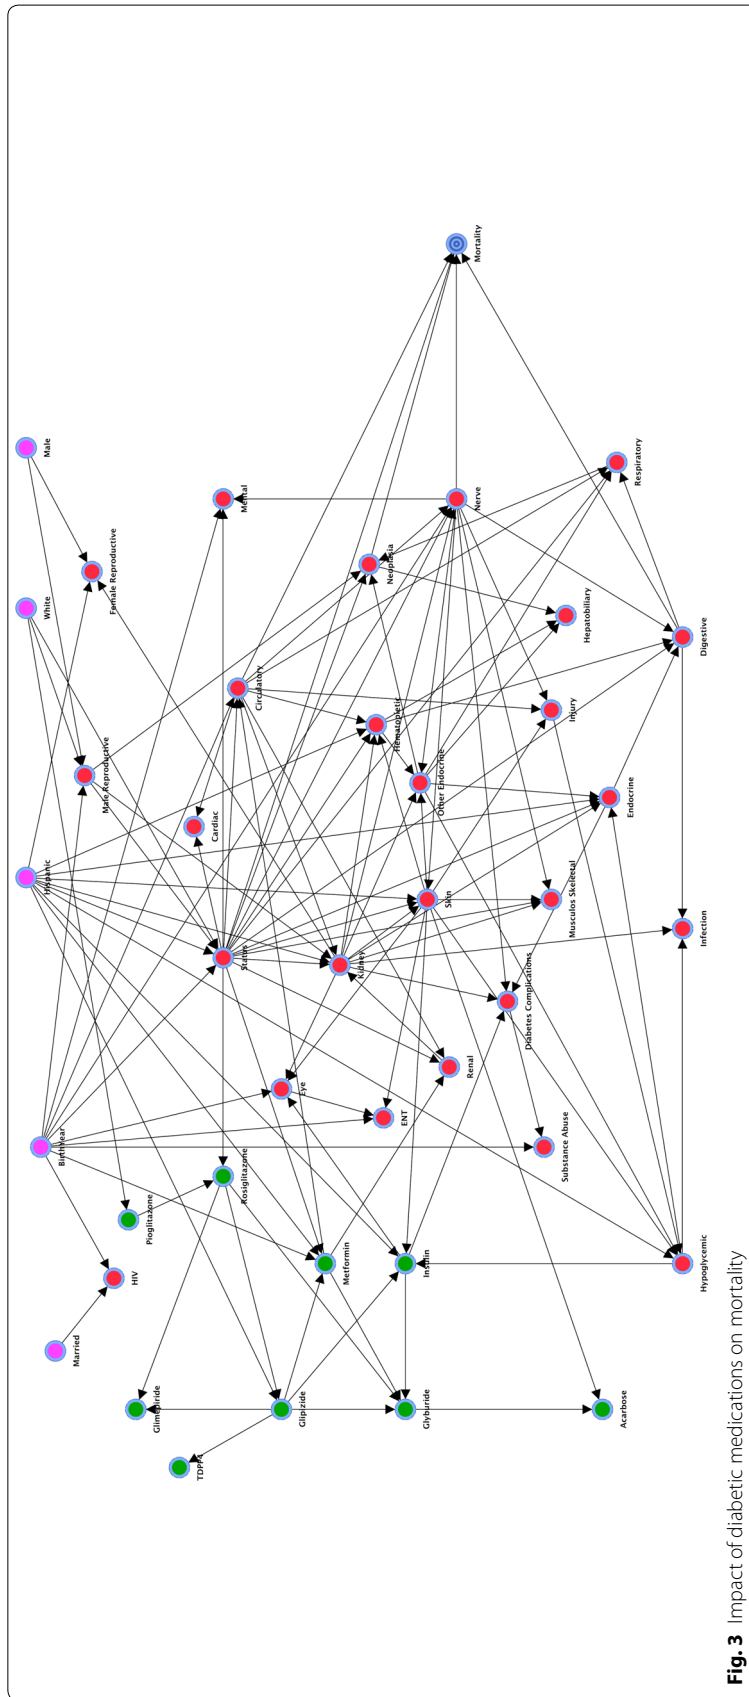 Hispanic
White
Male
Birthyear
Married
Male Reproductive
Female Reproductive
HIV
Pioglitazone
Glimepiride
TDPP4
Cardiac
Rosiglitazone
Status
Mental
Circulatory
Glipizide
Eye
Metformin
Kidney
Neoplasia
Hematopietic
ENT
Glyburide
Insulin
Other Endocrine
Skin
Renal
Nerve
Mortality
Diabetes Complications
Substance Abuse
Musculos Skeletal
Injury
Hepatobiliary
Acarbose
Endocrine
Respiratory
Hypoglycemic
Infection
Digestive
Fig. 3 Impact of diabetic medications on mortality